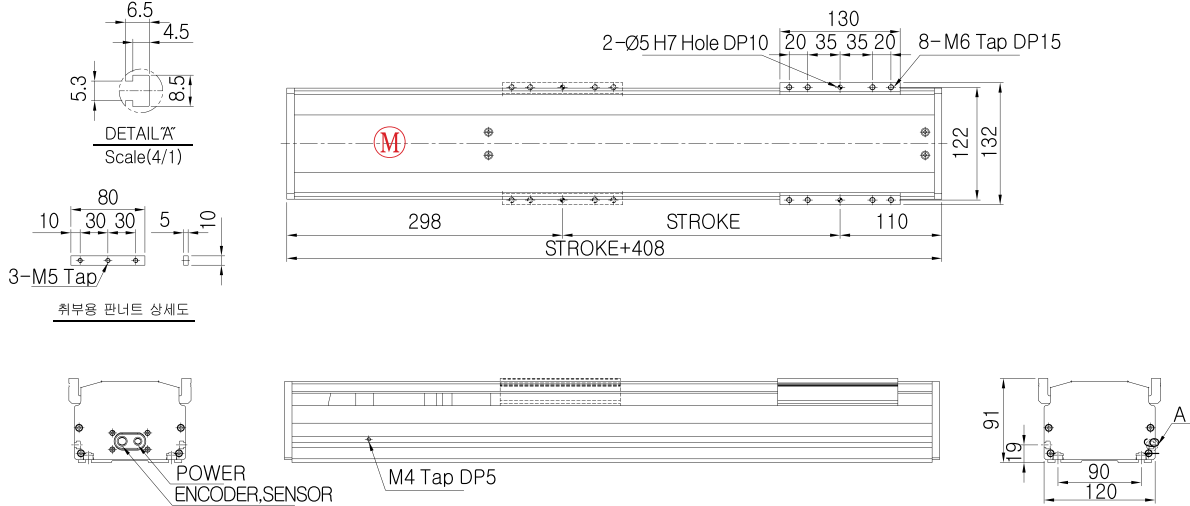 6.5
4.5
5.3
8.5
DETAIL"A"
Scale(4/1)
130
2-Ø5 H7 Hole DP10
20
35
35
20
8-M6 Tap DP15
M
122
132
298
STROKE
110
STROKE+408
80
10
30
30
5
10
3-M5 Tap
취부용 판너트 상세도
POWER
ENCODER,SENSOR
M4 Tap DP5
91
19
A
90
120